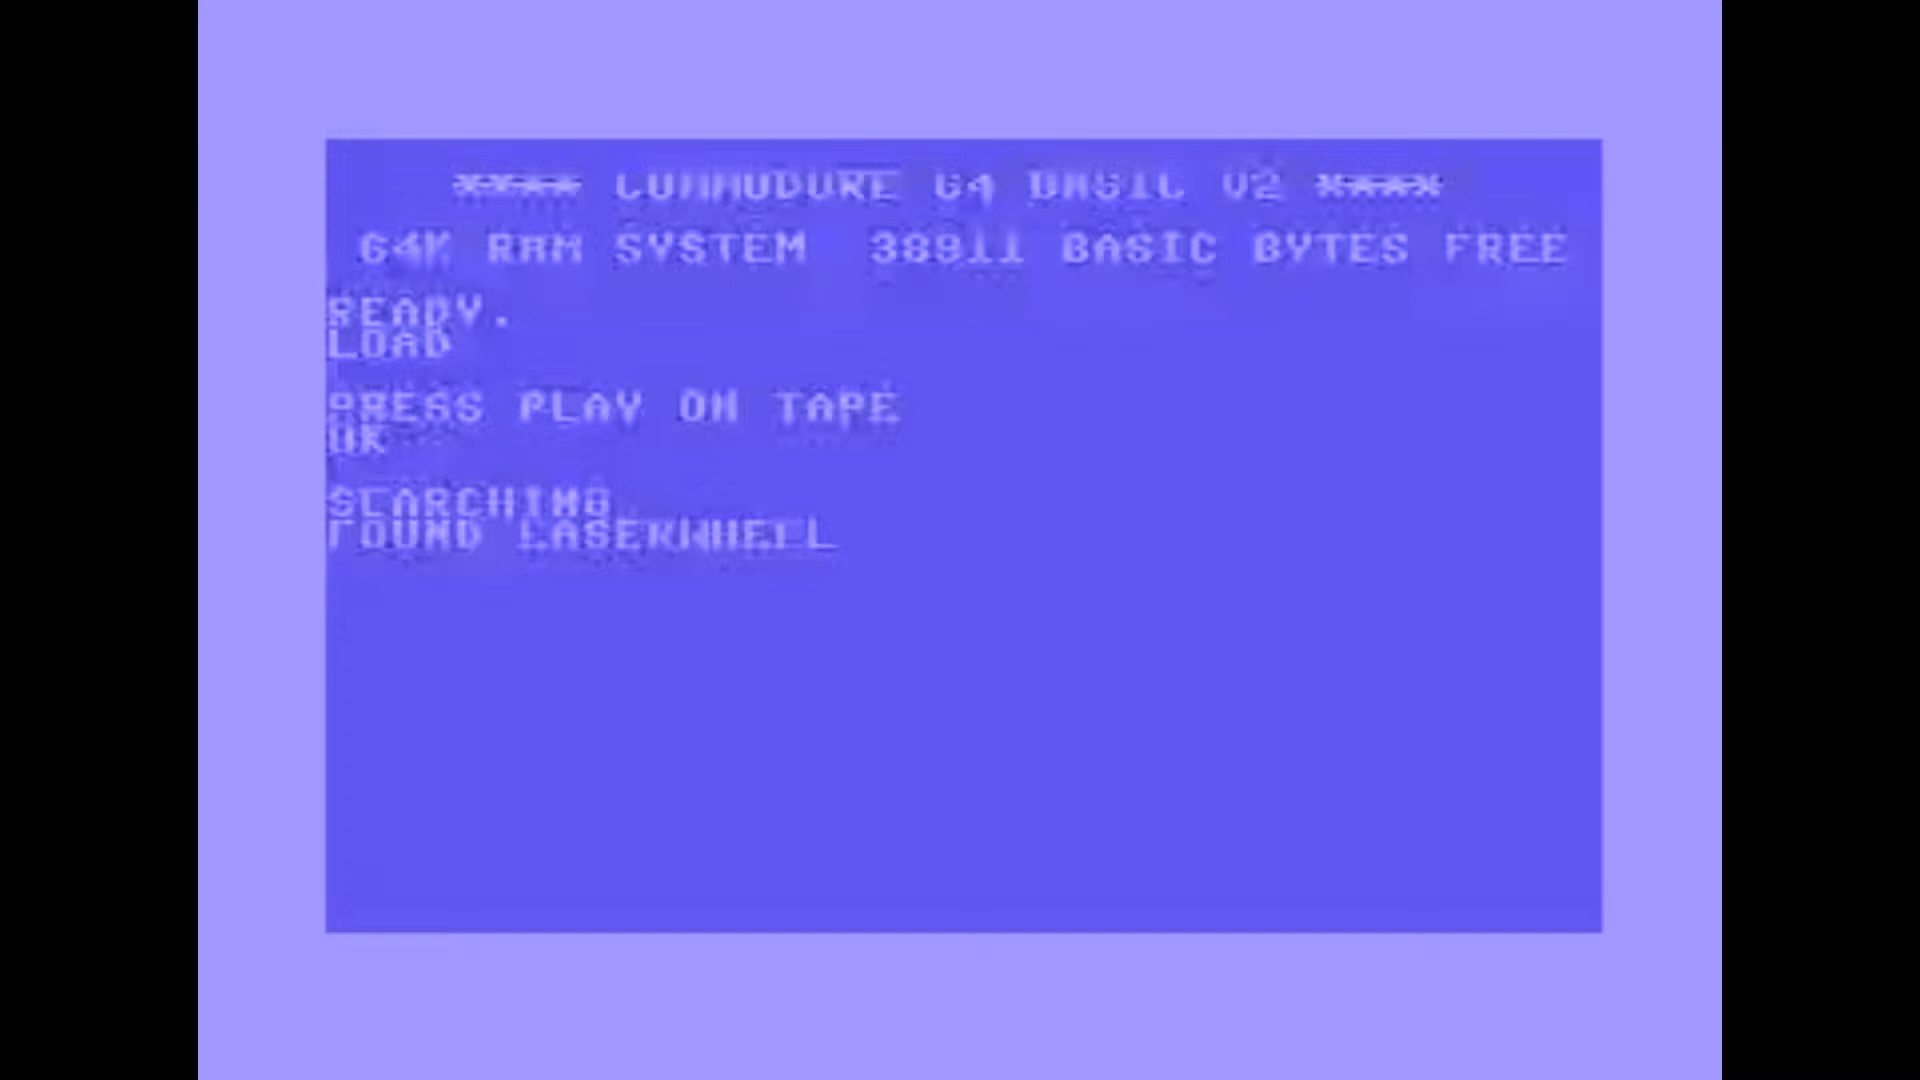 **** COMMODORE 64 BASIC V2 ****
64K RAM SYSTEM 38911 BASIC BYTES FREE
READY.
LOAD
PRESS PLAY ON TAPE
OK
SEARCHING
FOUND LASERWHEEL